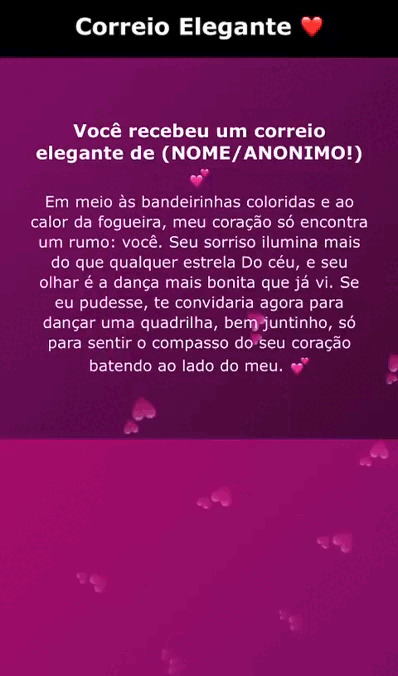 Correio Elegante ❤️
Você recebeu um correio
elegante de (NOME/ANONIMO!)
💕
Em meio às bandeirinhas coloridas e ao
calor da fogueira, meu coração só encontra
um rumo: você. Seu sorriso ilumina mais
do que qualquer estrela Do céu, e seu
olhar é a dança mais bonita que já vi. Se
eu pudesse, te convidaria agora para
dançar uma quadrilha, bem juntinho, só
para sentir o compasso do seu coração
batendo ao lado do meu. 💕